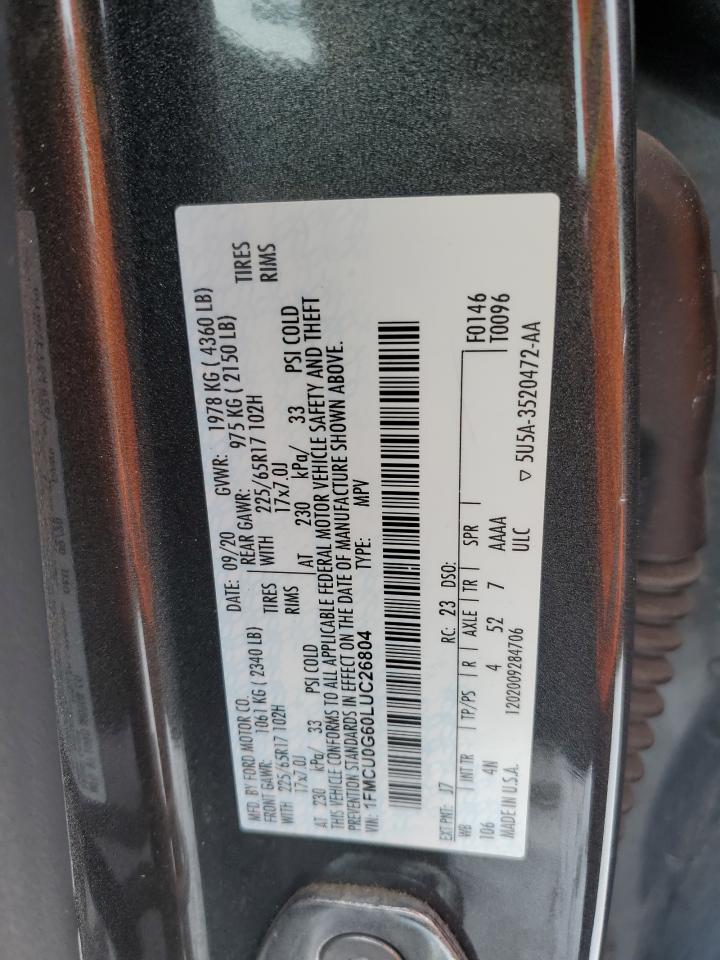 MFD. BY FORD MOTOR CO. DATE: 09/20 GVWR: 1978 KG ( 4360 LB)
FRONT GAWR: 1061 KG ( 2340 LB) REAR GAWR: 975 KG ( 2150 LB)
225/65R17 102H TIRES WITH 225/65R17 102H TIRES
WITH 17x7.0J RIMS 17x7.0J RIMS
AT 230 kPa/ 33 PSI COLD AT 230 kPa/ 33 PSI COLD
THIS VEHICLE CONFORMS TO ALL APPLICABLE FEDERAL MOTOR VEHICLE SAFETY AND THEFT
PREVENTION STANDARDS IN EFFECT ON THE DATE OF MANUFACTURE SHOWN ABOVE.
VIN: 1FMCU0G60LUC26804 TYPE: MPV
EXT PNT: J7 RC: 23 DSO:
WB INT TR TP/PS R AXLE TR SPR F0146
106 4N 4 52 7 AAAA T0096
MADE IN U.S.A. 1202009284706 ULC
▽ 5U5A-3520472-AA